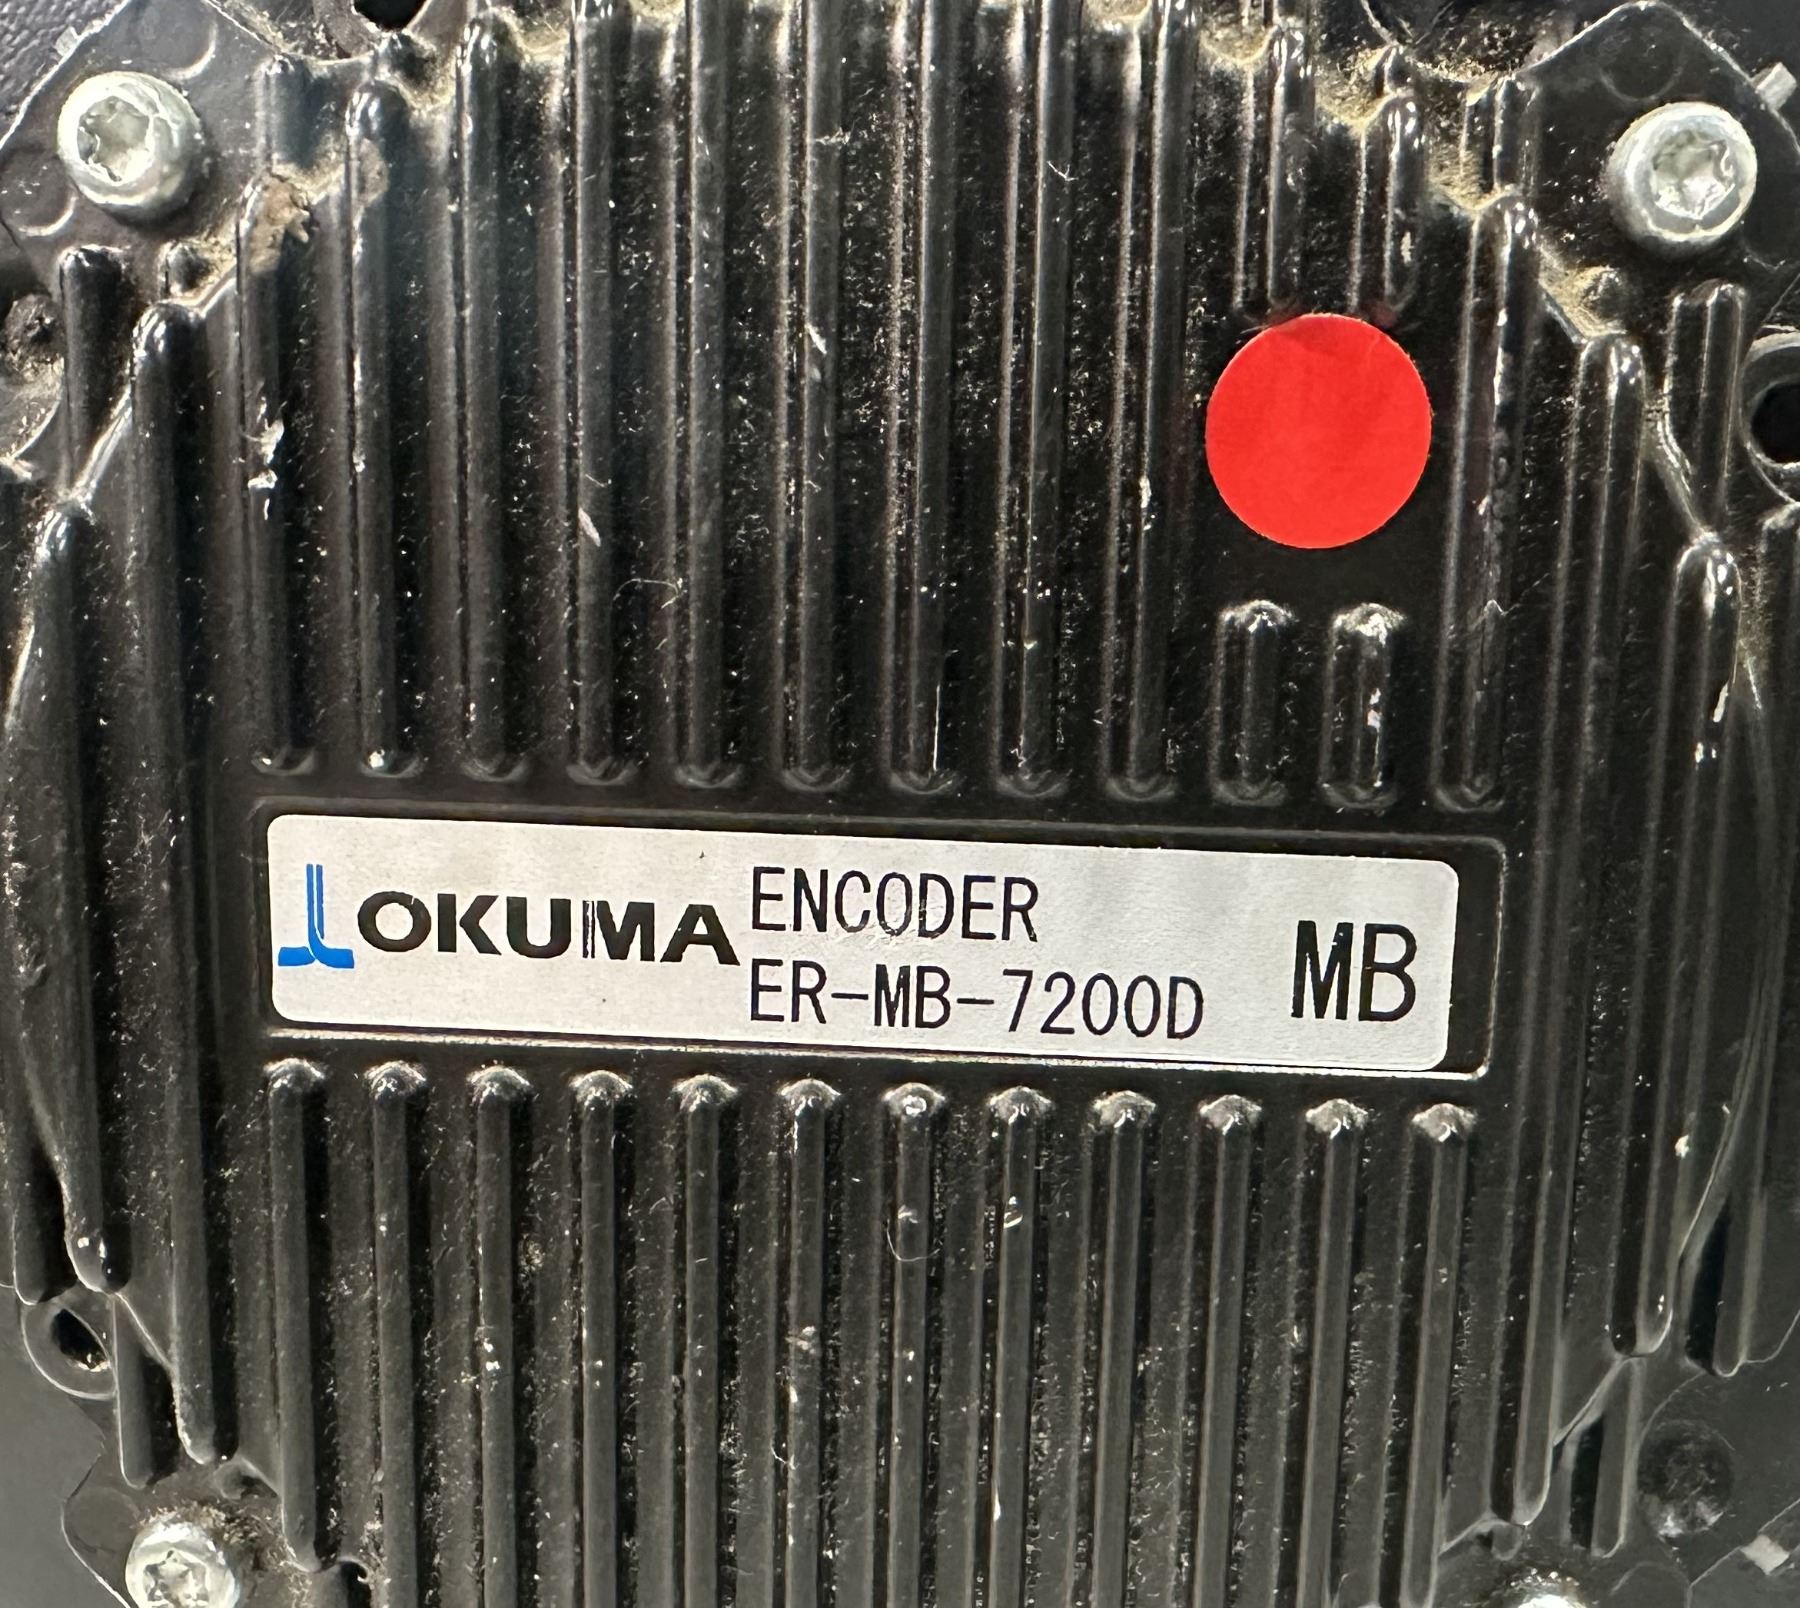 OKUMA
ENCODER
ER-MB-7200D
MB